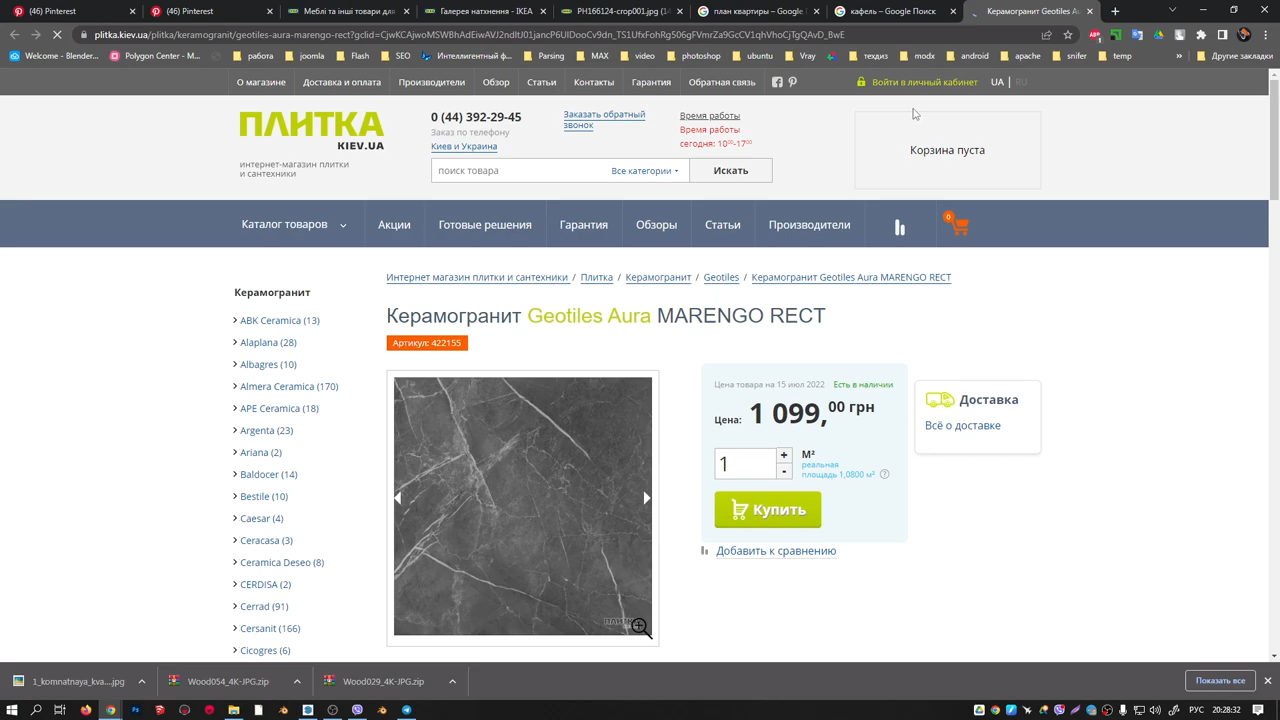 (46) Pinterest
(46) Pinterest
Меблі та інші товари для
Галерея натхнення - IKEA
PH166124-crop001.jpg (1
план квартиры – Google
кафель – Google Поиск
Керамогранит Geotiles Au
plitka.kiev.ua/plitka/keramogranit/geotiles-aura-marengo-rect?gclid=CjwKCAjwoMSWBhAdEiwAVJ2ndItJ01jancP6UIDooCv9dn_TS1UfxFohRg506gFVmrZa9GcCV1qhVhoCjTgQAvD_BwE
Welcome – Blender...
Polygon Center – M...
работа
joomla
Flash
SEO
Интеллигентный ф...
Parsing
MAX
video
photoshop
ubuntu
Vray
техдиз
modx
android
apache
snifer
temp
»
Другие закладки
О магазине
Доставка и оплата
Производители
Обзор
Статьи
Контакты
Гарантия
Обратная связь
Войти в личный кабинет
UA | RU
ПЛИТКА
KIEV.UA
интернет-магазин плитки
и сантехники
0 (44) 392-29-45
Заказ по телефону
Киев и Украина
Заказать обратный
звонок
Время работы
Время работы
сегодня: 10⁰⁰-17⁰⁰
поиск товара
Все категории
Искать
Корзина пуста
Каталог товаров
Акции
Готовые решения
Гарантия
Обзоры
Статьи
Производители
0
Интернет магазин плитки и сантехники / Плитка / Керамогранит / Geotiles / Керамогранит Geotiles Aura MARENGO RECT
Керамогранит
ABK Ceramica (13)
Alaplana (28)
Albagres (10)
Almera Ceramica (170)
APE Ceramica (18)
Argenta (23)
Ariana (2)
Baldocer (14)
Bestile (10)
Caesar (4)
Ceracasa (3)
Ceramica Deseo (8)
CERDISA (2)
Cerrad (91)
Cersanit (166)
Cicogres (6)
Керамогранит Geotiles Aura MARENGO RECT
Артикул: 422155
ПЛИТКА
Цена товара на 15 июл 2022
Есть в наличии
Цена: 1 099,00 грн
1
+
-
М²
реальная
площадь 1,0800 м² ?
Купить
Добавить к сравнению
Доставка
Всё о доставке
1_komnatnaya_kva....jpg
Wood054_4K-JPG.zip
Wood029_4K-JPG.zip
Показать все
РУС
20:28:32